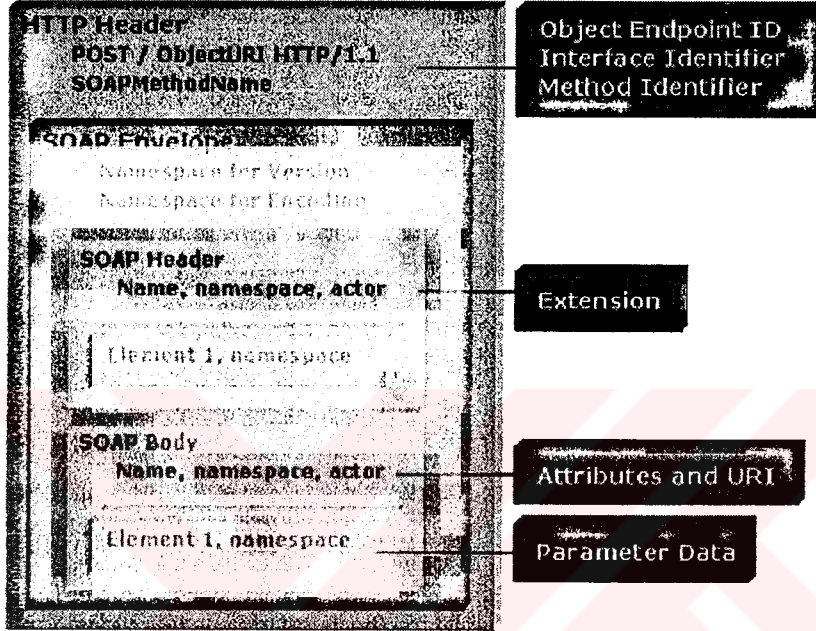 HTTP Header
POST / ObjectURI HTTP/1.1
SOAPMethodName
Object Endpoint ID
Interface Identifier
Method Identifier
SOAP Envelope
Namespace for Version
Namespace for Encoding
SOAP Header
Name, namespace, actor
Extension
Element 1, namespace
SOAP Body
Name, namespace, actor
Attributes and URI
Element 1, namespace
Parameter Data